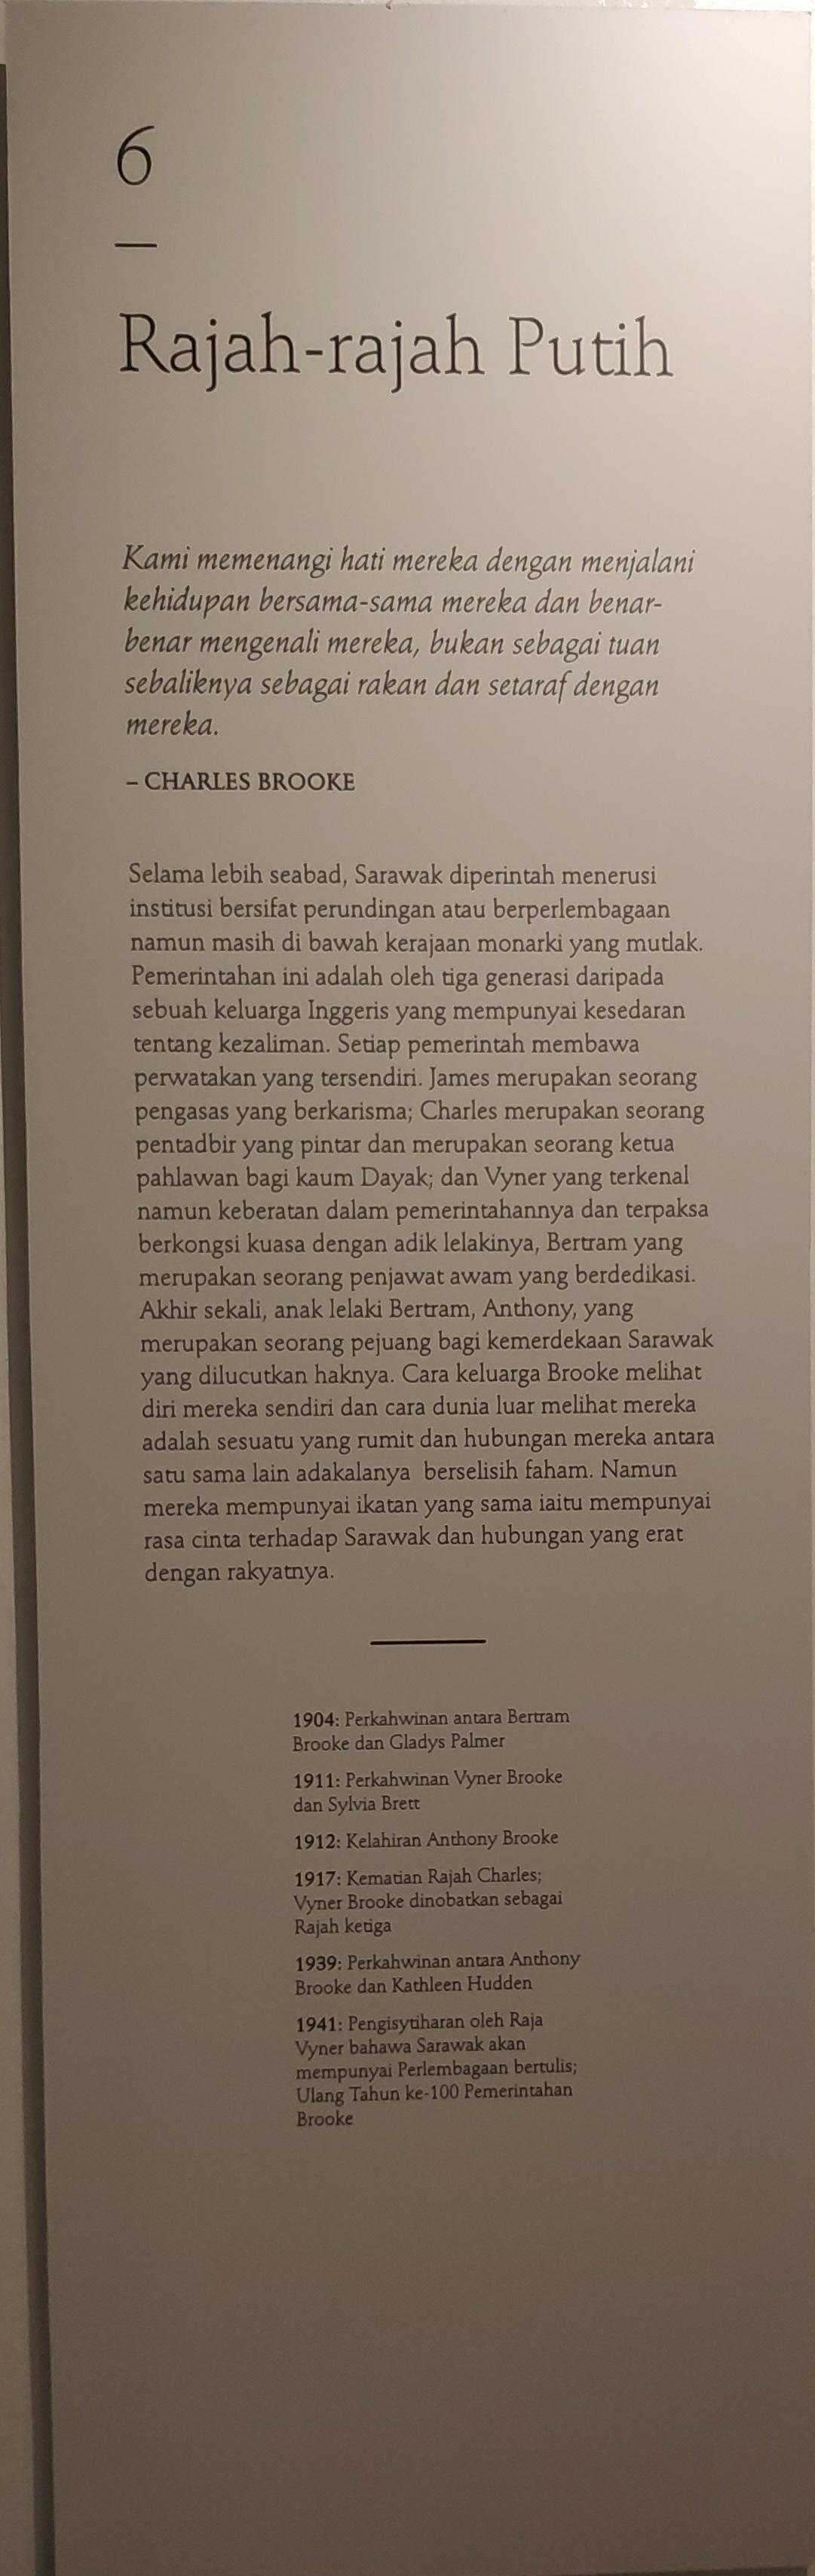 6
Rajah-rajah Putih
Kami memenangi hati mereka dengan menjalani
kehidupan bersama-sama mereka dan benar-
benar mengenali mereka, bukan sebagai tuan
sebaliknya sebagai rakan dan setaraf dengan
mereka.
– CHARLES BROOKE
Selama lebih seabad, Sarawak diperintah menerusi
institusi bersifat perundingan atau berperlembagaan
namun masih di bawah kerajaan monarki yang mutlak.
Pemerintahan ini adalah oleh tiga generasi daripada
sebuah keluarga Inggeris yang mempunyai kesedaran
tentang kezaliman. Setiap pemerintah membawa
perwatakan yang tersendiri. James merupakan seorang
pengasas yang berkarisma; Charles merupakan seorang
pentadbir yang pintar dan merupakan seorang ketua
pahlawan bagi kaum Dayak; dan Vyner yang terkenal
namun keberatan dalam pemerintahannya dan terpaksa
berkongsi kuasa dengan adik lelakinya, Bertram yang
merupakan seorang penjawat awam yang berdedikasi.
Akhir sekali, anak lelaki Bertram, Anthony, yang
merupakan seorang pejuang bagi kemerdekaan Sarawak
yang dilucutkan haknya. Cara keluarga Brooke melihat
diri mereka sendiri dan cara dunia luar melihat mereka
adalah sesuatu yang rumit dan hubungan mereka antara
satu sama lain adakalanya berselisih faham. Namun
mereka mempunyai ikatan yang sama iaitu mempunyai
rasa cinta terhadap Sarawak dan hubungan yang erat
dengan rakyatnya.
1904: Perkahwinan antara Bertram
Brooke dan Gladys Palmer
1911: Perkahwinan Vyner Brooke
dan Sylvia Brett
1912: Kelahiran Anthony Brooke
1917: Kematian Rajah Charles;
Vyner Brooke dinobatkan sebagai
Rajah ketiga
1939: Perkahwinan antara Anthony
Brooke dan Kathleen Hudden
1941: Pengisytiharan oleh Raja
Vyner bahawa Sarawak akan
mempunyai Perlembagaan bertulis;
Ulang Tahun ke-100 Pemerintahan
Brooke